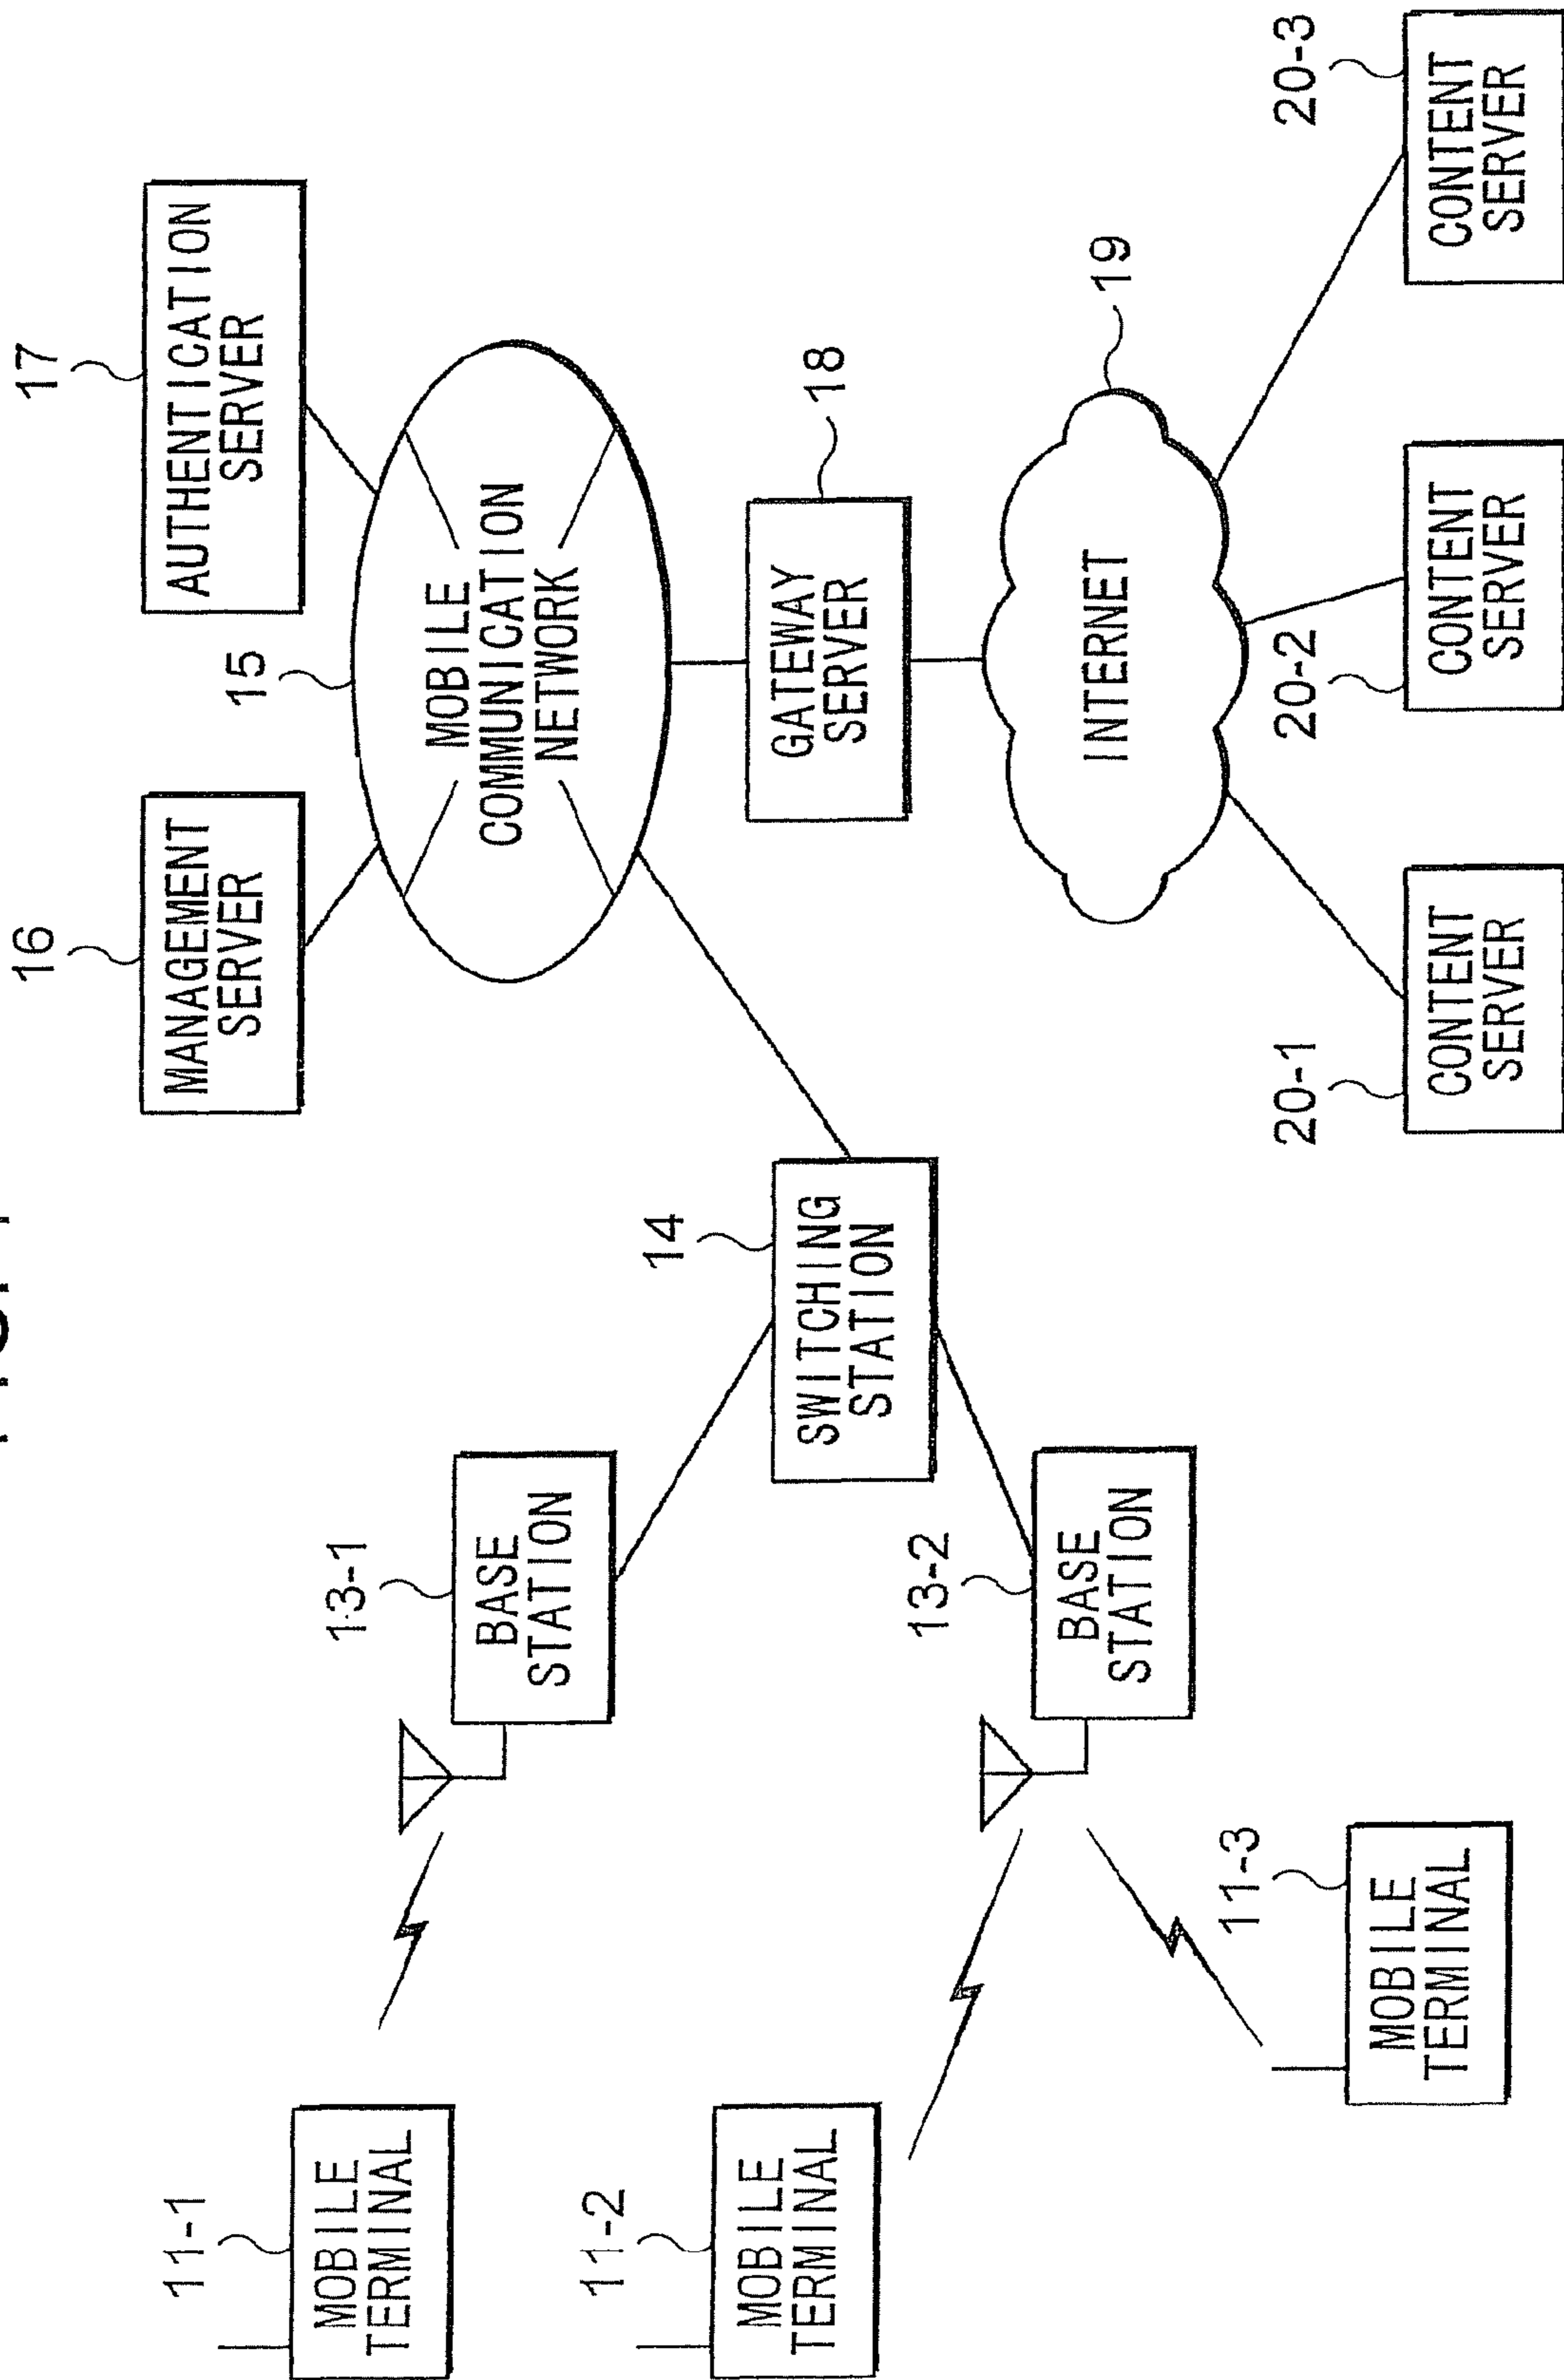 17
AUTHENTICATION
SERVER
16
MANAGEMENT
SERVER
15
MOBILE
COMMUNICATION
NETWORK
14
SWITCHING
STATION
18
GATEWAY
SERVER
19
INTERNET
13-1
BASE
STATION
13-2
BASE
STATION
11-1
MOBILE
TERMINAL
11-2
MOBILE
TERMINAL
11-3
MOBILE
TERMINAL
20-1
CONTENT
SERVER
20-2
CONTENT
SERVER
20-3
CONTENT
SERVER